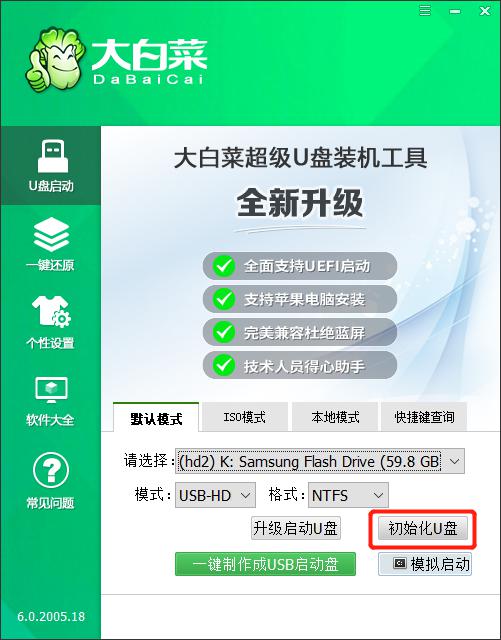 大白菜
DaBaiCai
U盘启动
一键还原
个性设置
软件大全
常见问题
6.0.2005.18
大白菜超级U盘装机工具
全新升级
全面支持UEFI启动
支持苹果电脑安装
完美兼容杜绝蓝屏
技术人员得心助手
默认模式 ISO模式 本地模式 快捷键查询
请选择: (hd2) K: Samsung Flash Drive (59.8 GB)
模式: USB-HD 格式: NTFS
升级启动U盘 初始化U盘
一键制作成USB启动盘 模拟启动